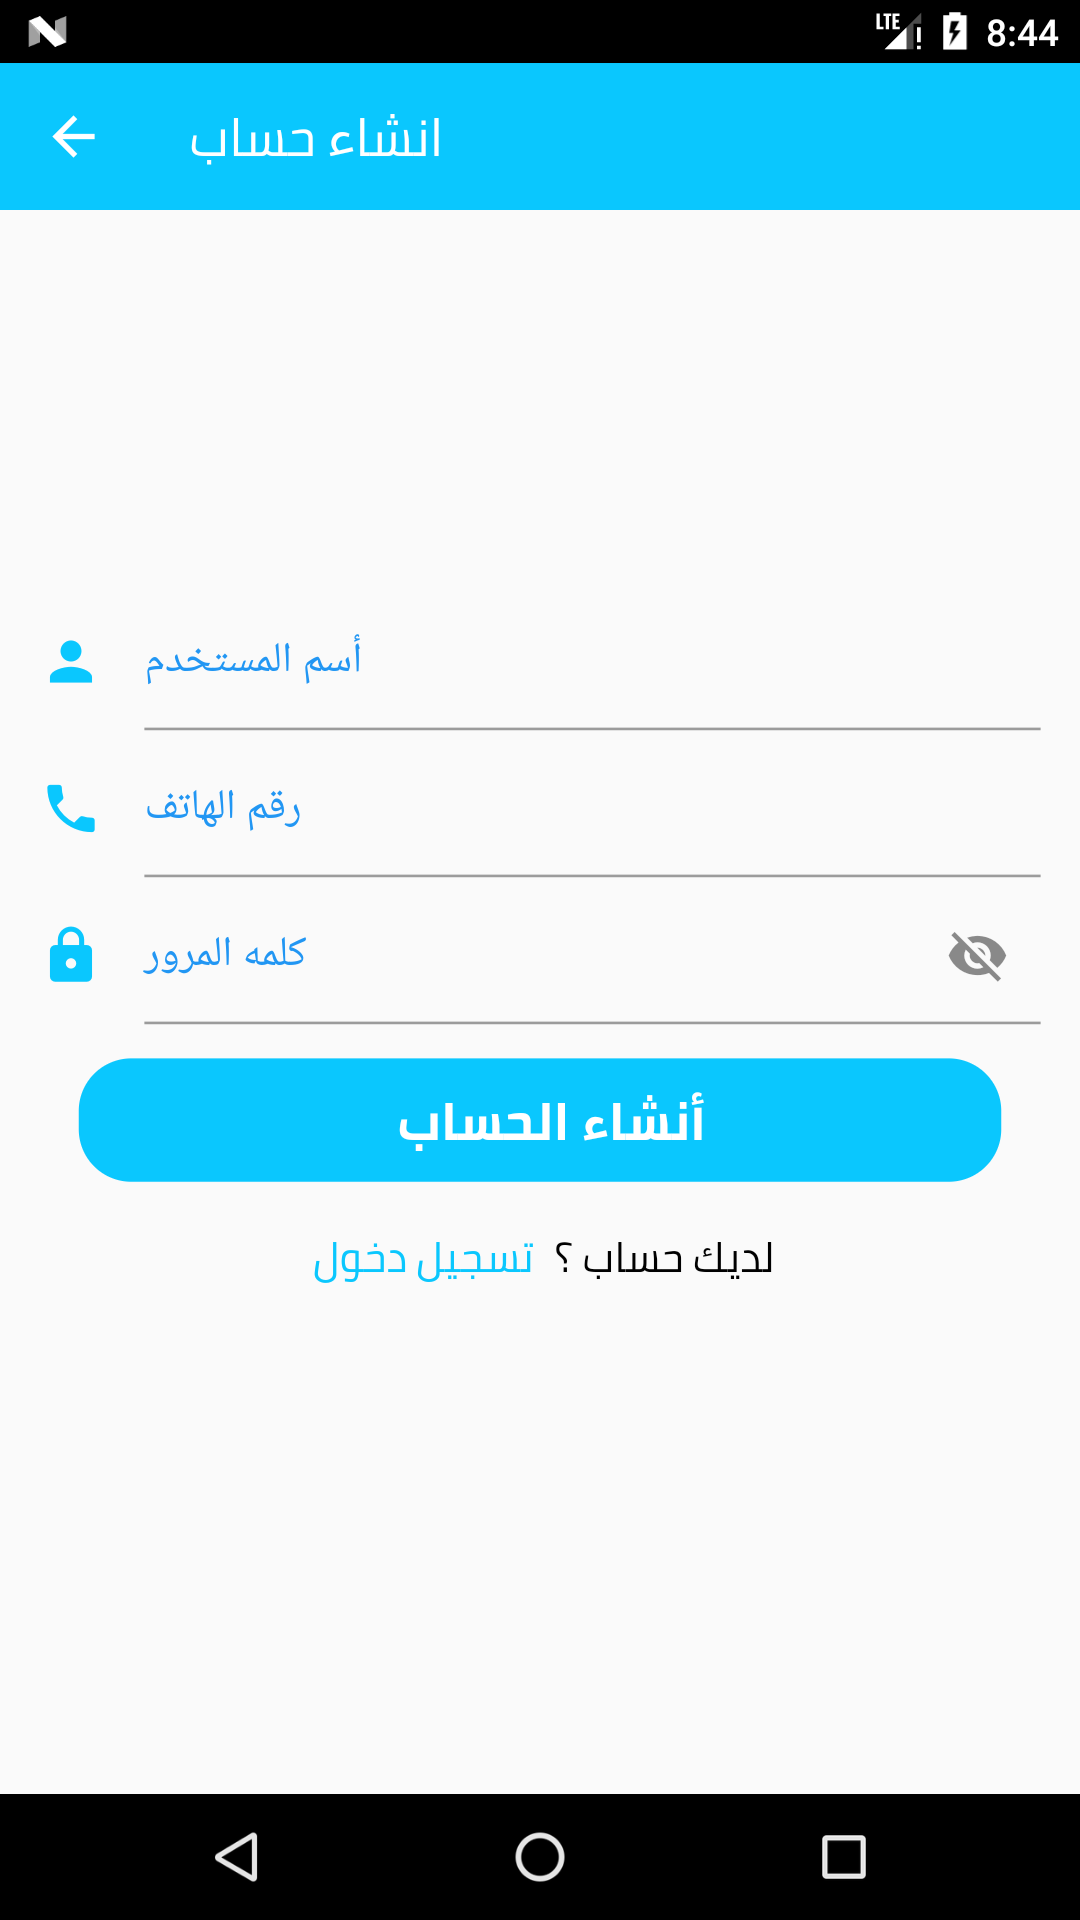 LTE 8:44
انشاء حساب
أسم المستخدم
رقم الهاتف
كلمه المرور
أنشاء الحساب
لديك حساب ؟ تسجيل دخول